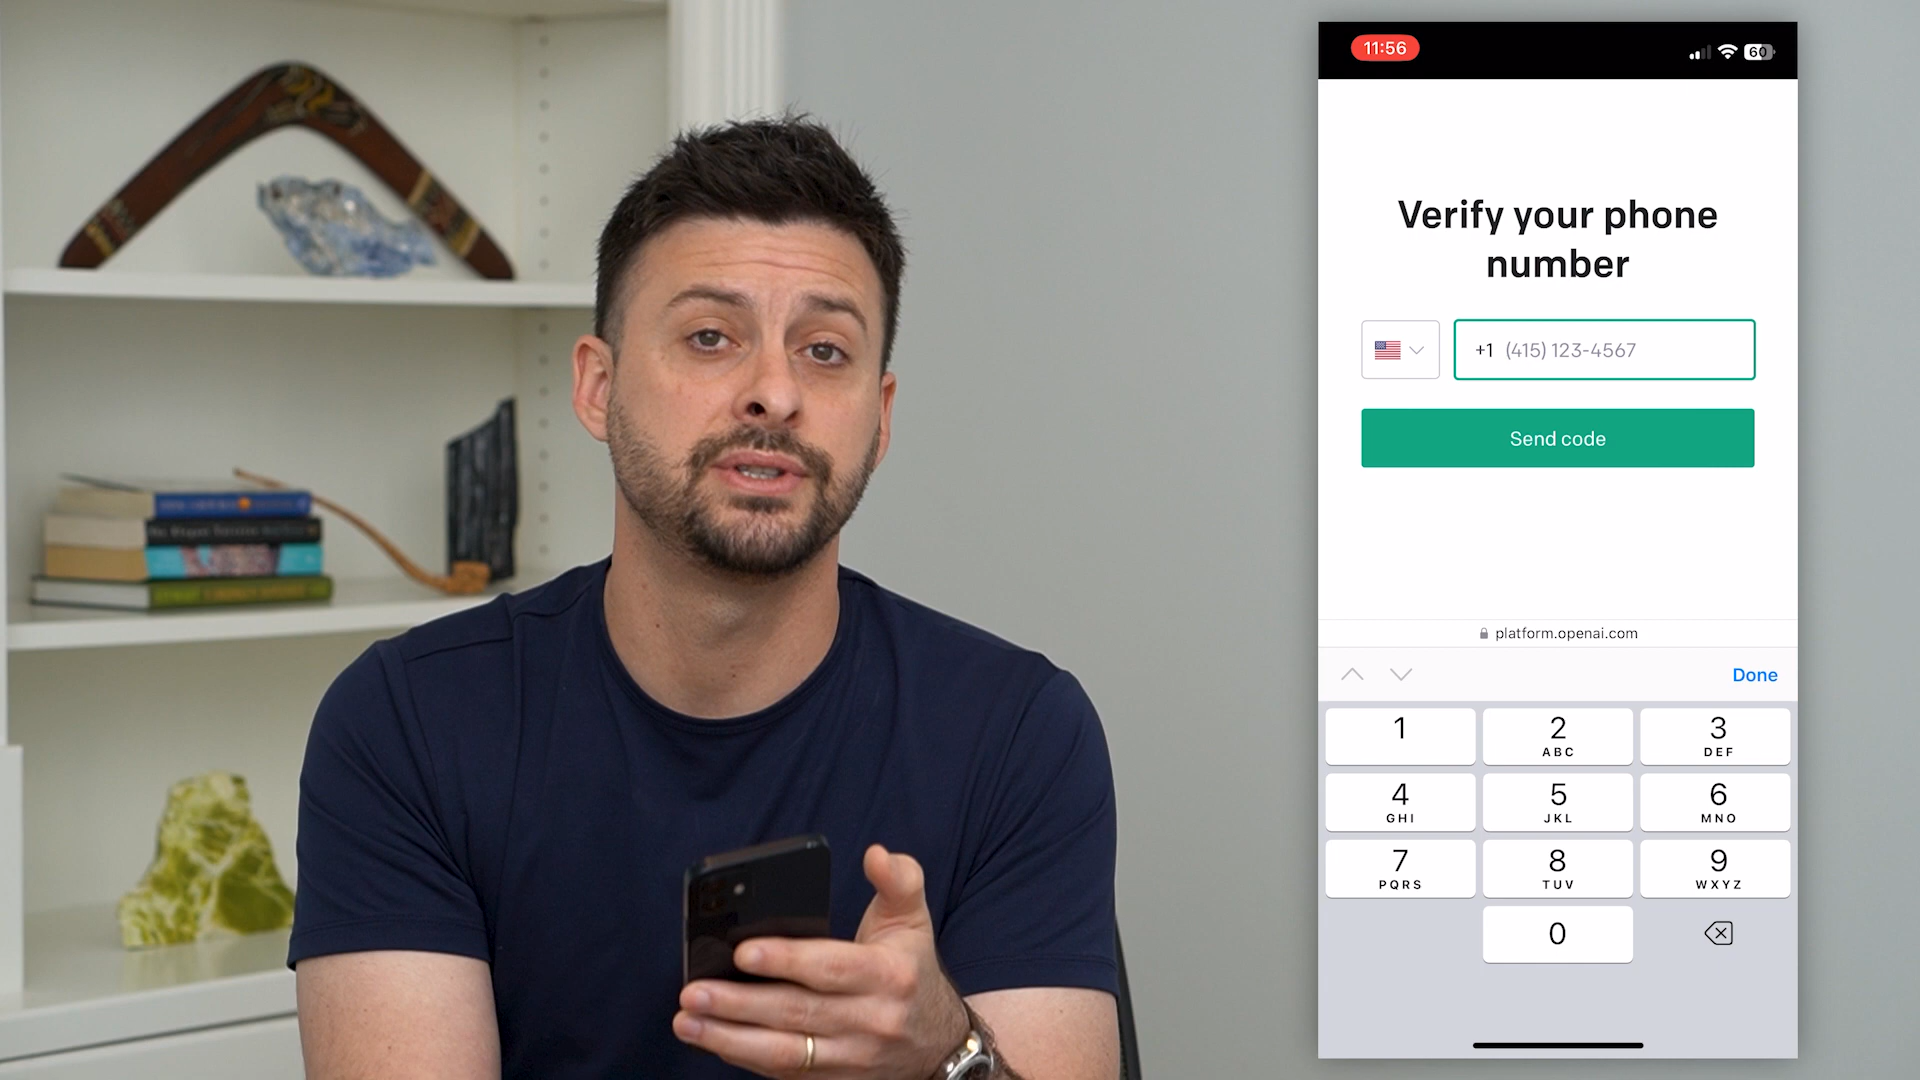 11:56
60
Verify your phone
number
+1 (415) 123-4567
Send code
platform.openai.com
Done
1
2
ABC
3
DEF
4
GHI
5
JKL
6
MNO
7
PQRS
8
TUV
9
WXYZ
0